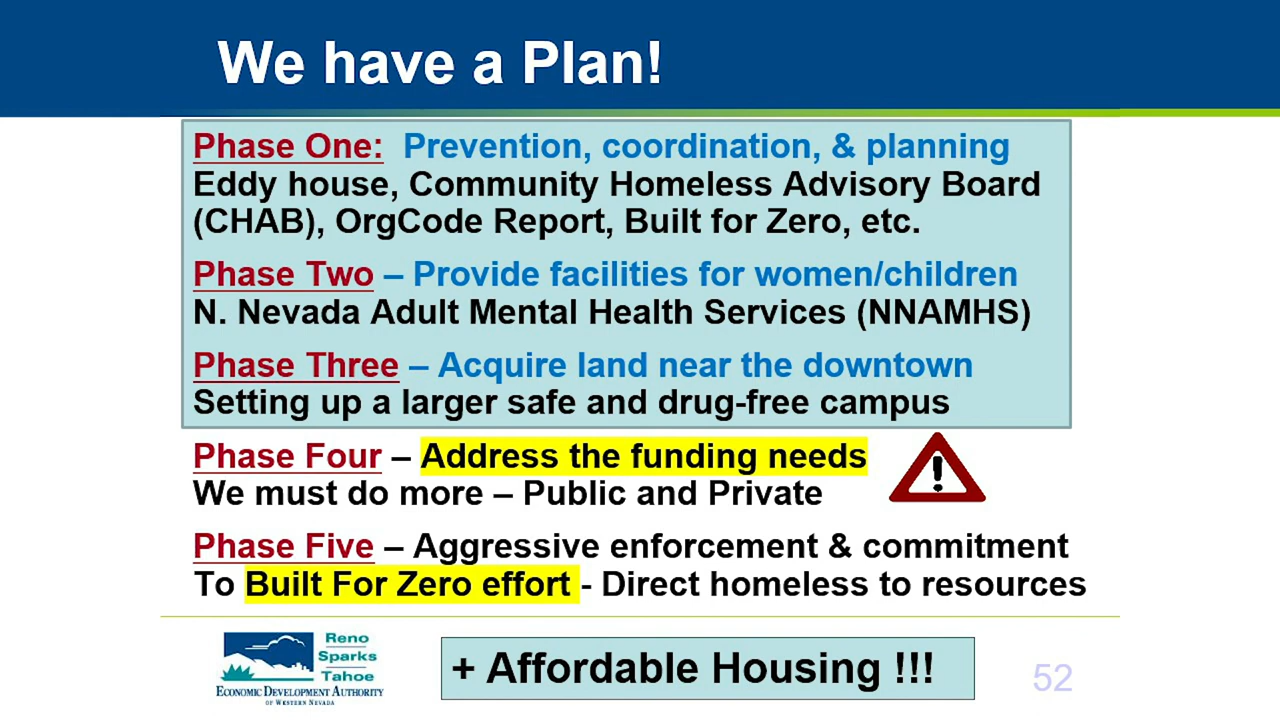 We have a Plan!
Phase One: Prevention, coordination, & planning
Eddy house, Community Homeless Advisory Board
(CHAB), OrgCode Report, Built for Zero, etc.
Phase Two – Provide facilities for women/children
N. Nevada Adult Mental Health Services (NNAMHS)
Phase Three – Acquire land near the downtown
Setting up a larger safe and drug-free campus
Phase Four – Address the funding needs
We must do more – Public and Private
Phase Five – Aggressive enforcement & commitment
To Built For Zero effort - Direct homeless to resources
Reno
Sparks
Tahoe
Economic Development Authority
of Western Nevada
+ Affordable Housing !!!
52